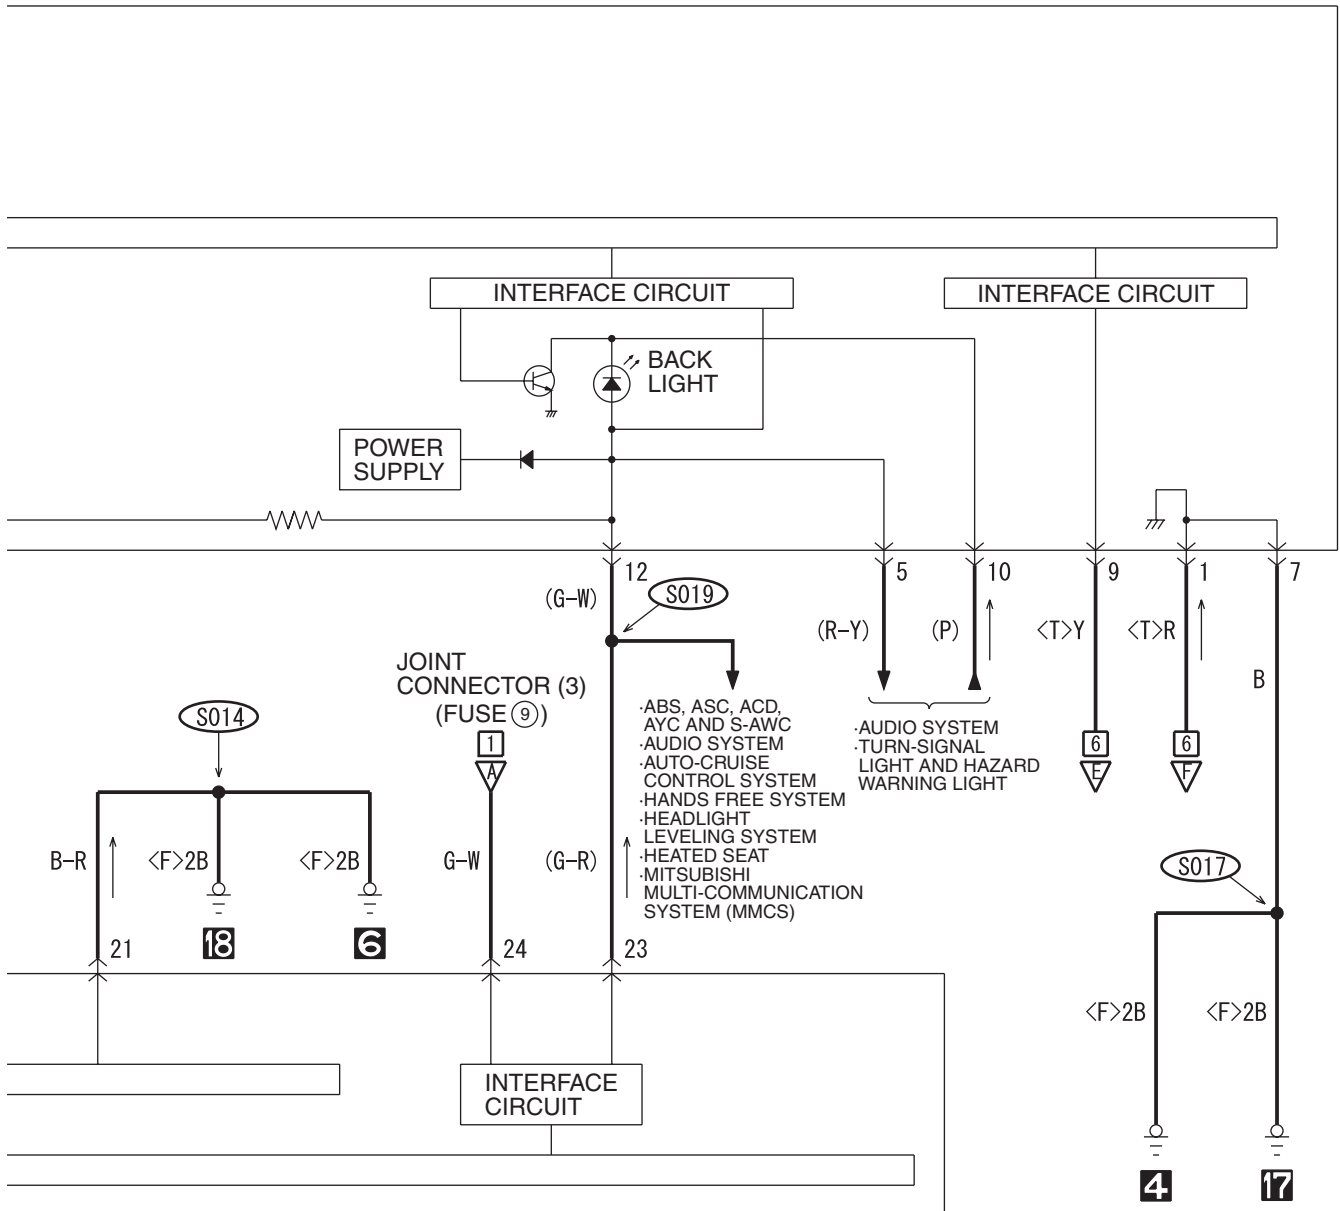 INTERFACE CIRCUIT
INTERFACE CIRCUIT
BACK
LIGHT
POWER
SUPPLY
12
5
10
9
1
7
(G-W)
S019
(R-Y)
(P)
<T>Y
<T>R
B
JOINT
CONNECTOR (3)
(FUSE 9)
1
A
S014
·ABS, ASC, ACD,
AYC AND S-AWC
·AUDIO SYSTEM
·AUTO-CRUISE
CONTROL SYSTEM
·HANDS FREE SYSTEM
·HEADLIGHT
LEVELING SYSTEM
·HEATED SEAT
·MITSUBISHI
MULTI-COMMUNICATION
SYSTEM (MMCS)
·AUDIO SYSTEM
·TURN-SIGNAL
LIGHT AND HAZARD
WARNING LIGHT
6
E
6
F
B-R
<F>2B
<F>2B
G-W
(G-R)
S017
18
6
21
24
23
<F>2B
<F>2B
INTERFACE
CIRCUIT
4
17